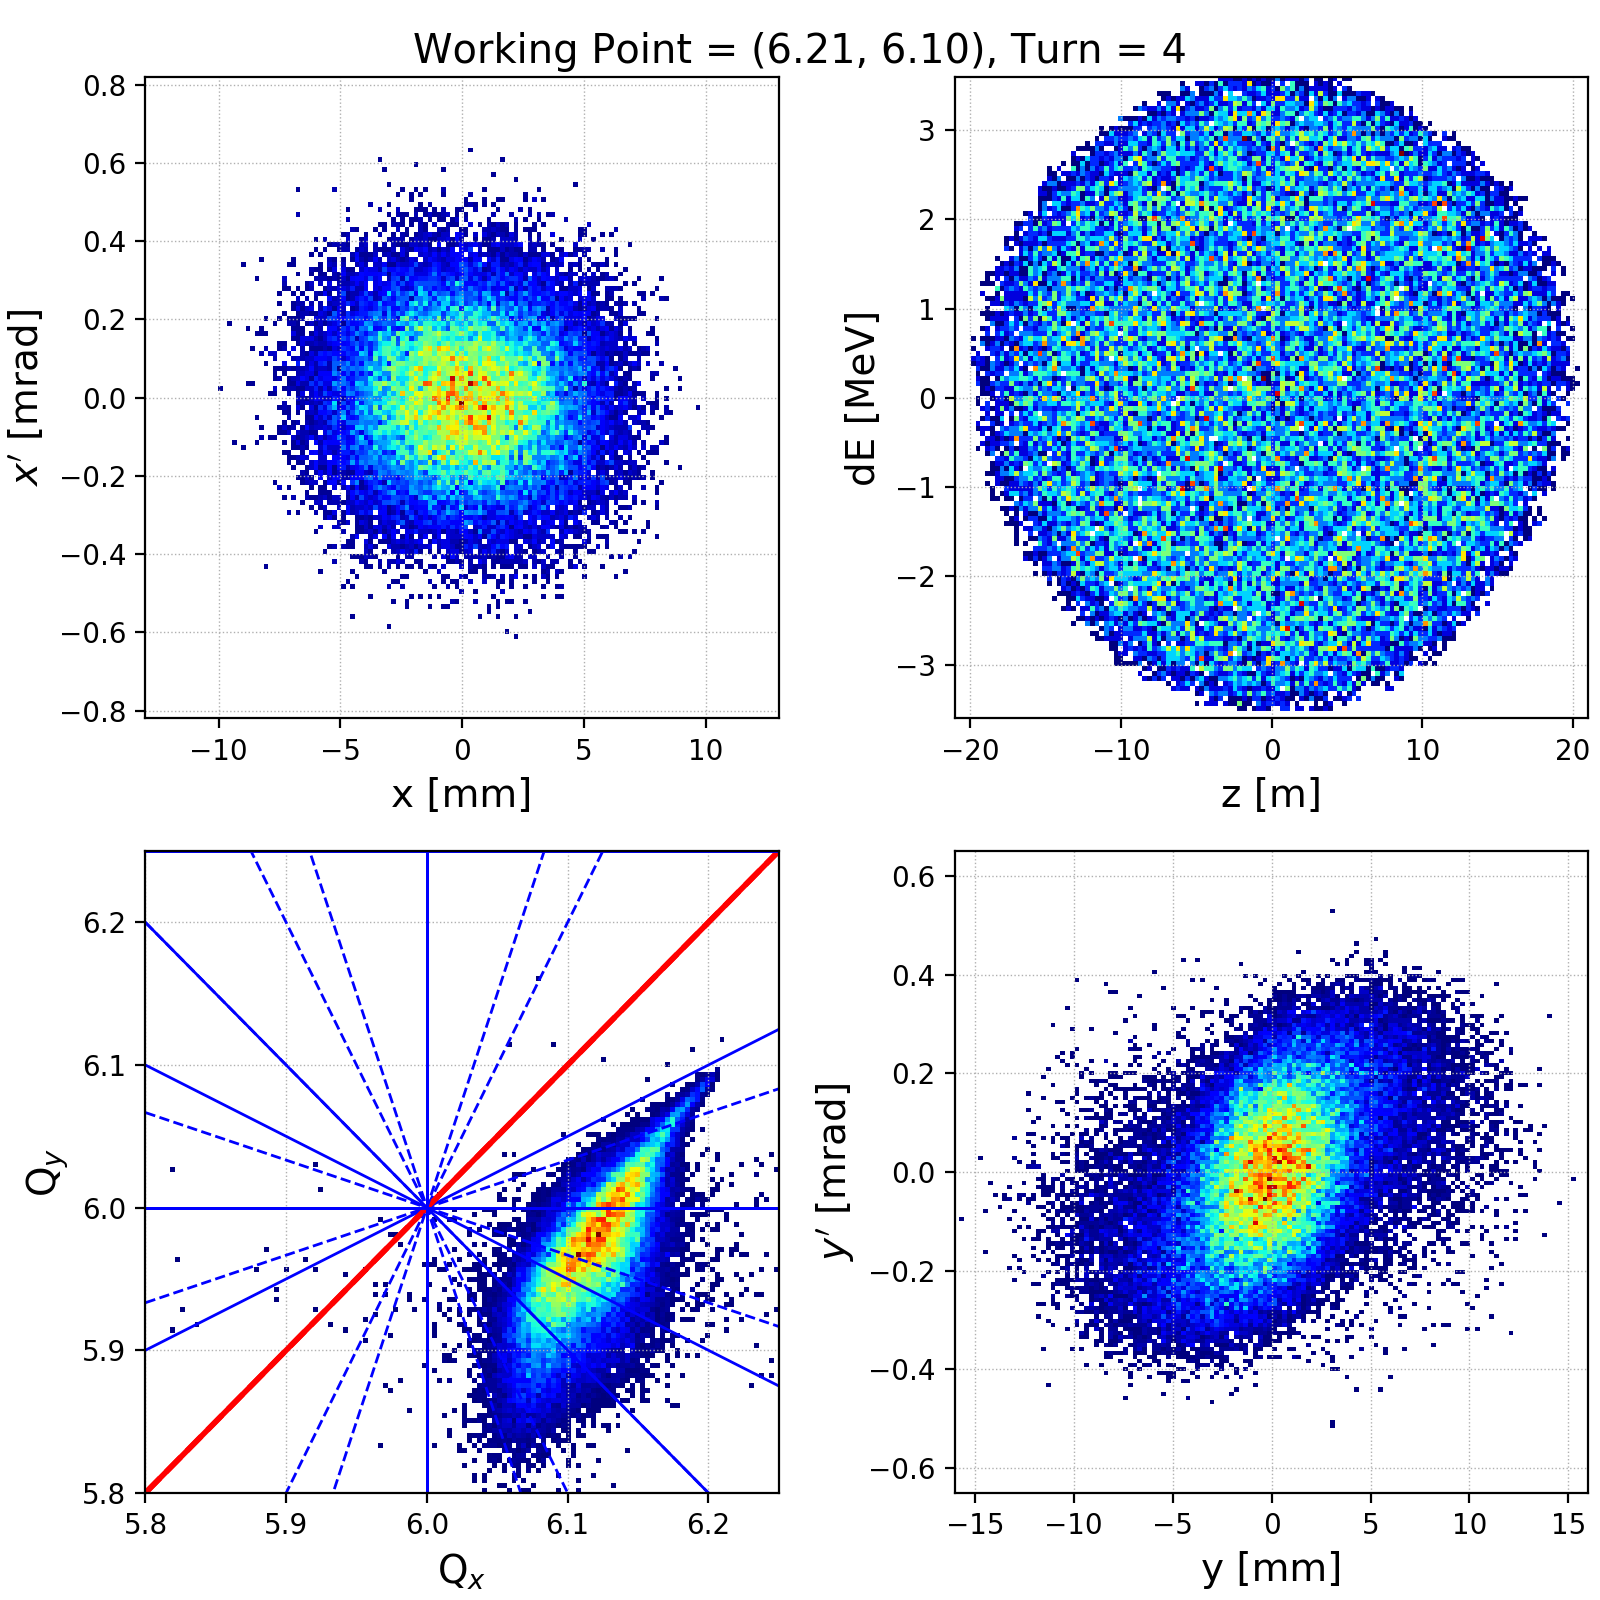 Working Point = (6.21, 6.10), Turn = 4
0.8
0.6
0.4
0.2
0.0
−0.2
−0.4
−0.6
−0.8
x′ [mrad]
−10 −5 0 5 10
x [mm]
3
2
1
0
−1
−2
−3
dE [MeV]
−20 −10 0 10 20
z [m]
6.2
6.1
6.0
5.9
5.8
Qy
5.8 5.9 6.0 6.1 6.2
Qx
0.6
0.4
0.2
0.0
−0.2
−0.4
−0.6
y′ [mrad]
−15 −10 −5 0 5 10 15
y [mm]